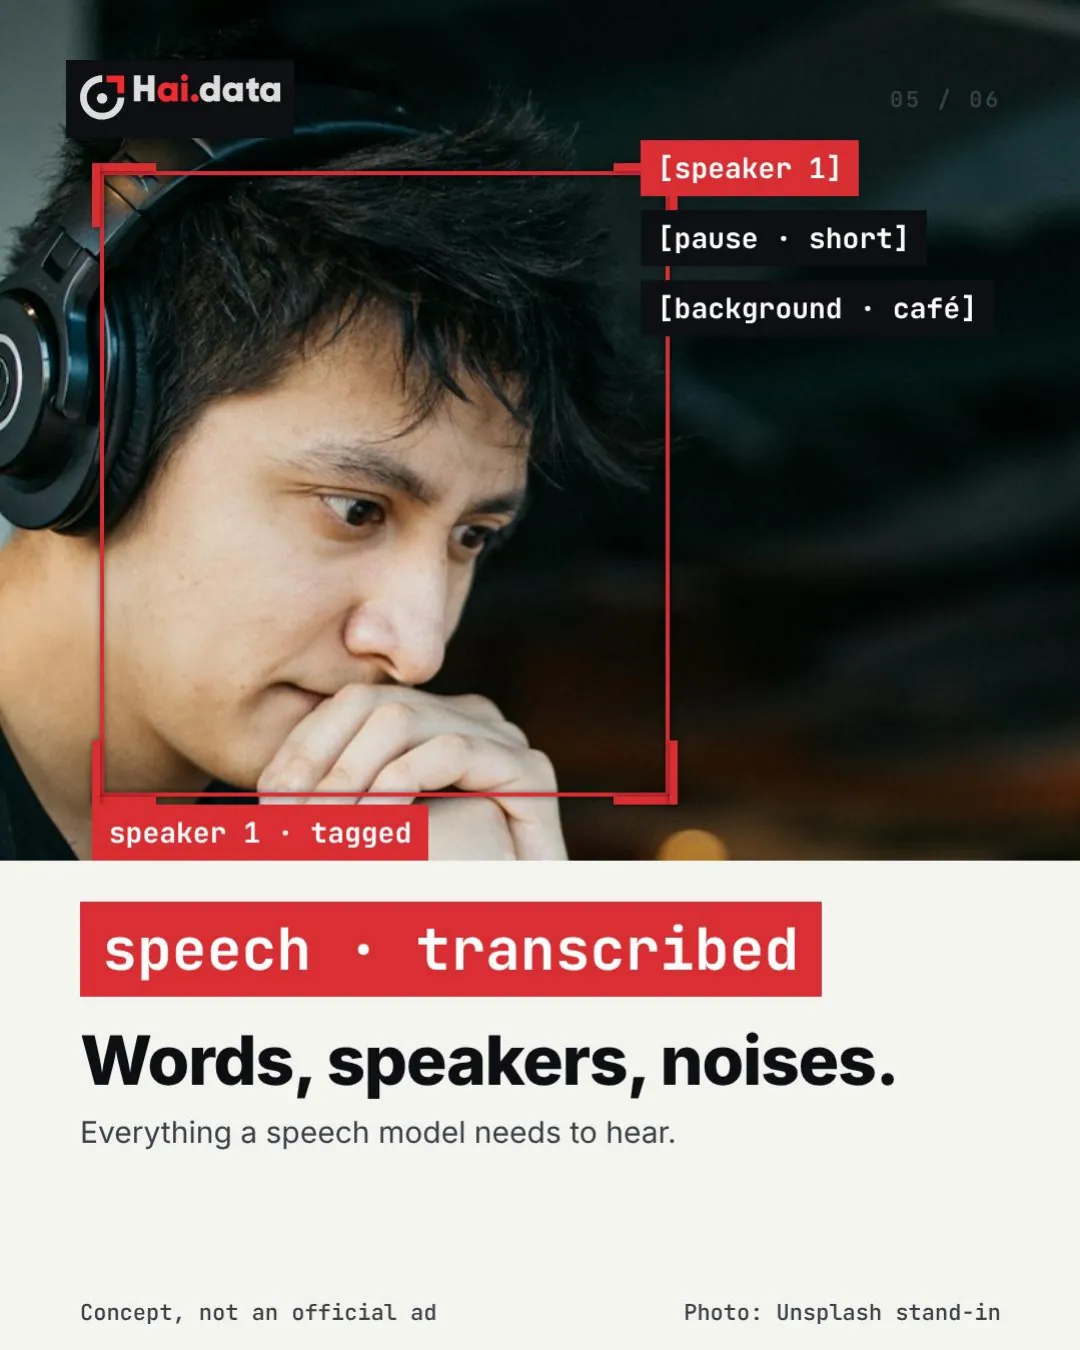 Hai.data
05 / 06
[speaker 1]
[pause · short]
[background · café]
speaker 1 · tagged
speech · transcribed
Words, speakers, noises.
Everything a speech model needs to hear.
Concept, not an official ad
Photo: Unsplash stand-in